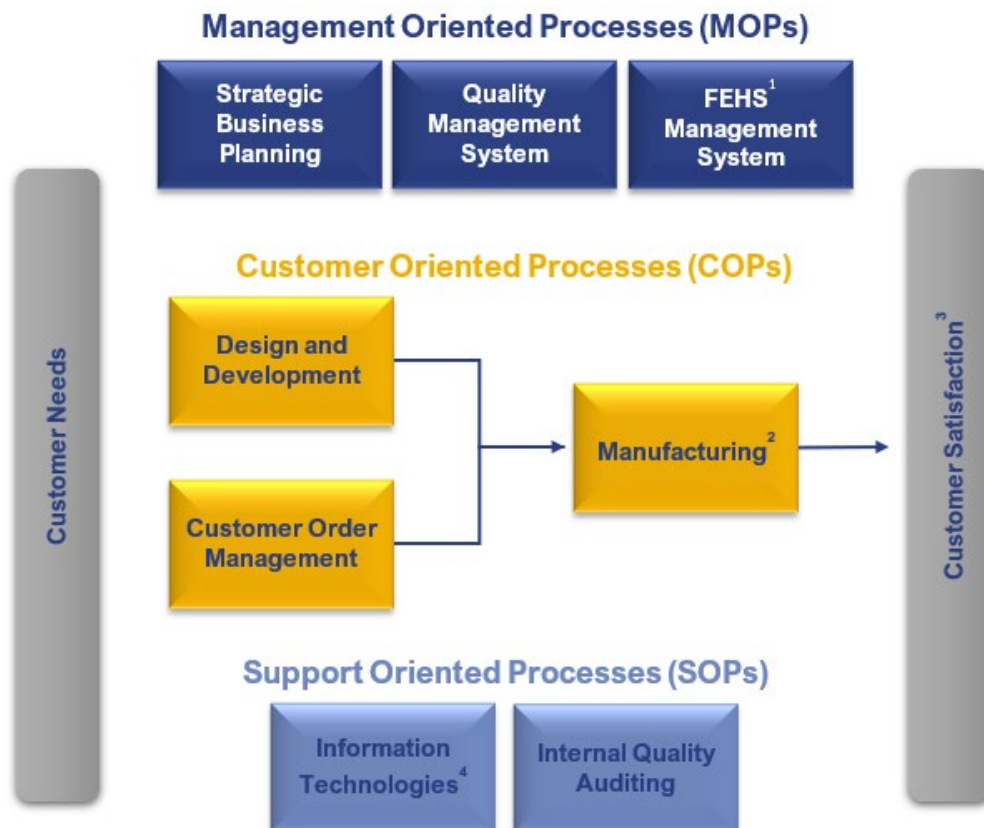 Management Oriented Processes (MOPs)
Strategic
Business
Planning
Quality
Management
System
FEHS¹
Management
System
Customer Needs
Customer Oriented Processes (COPs)
Design and
Development
Customer Order
Management
Manufacturing²
Customer Satisfaction³
Support Oriented Processes (SOPs)
Information
Technologies⁴
Internal Quality
Auditing